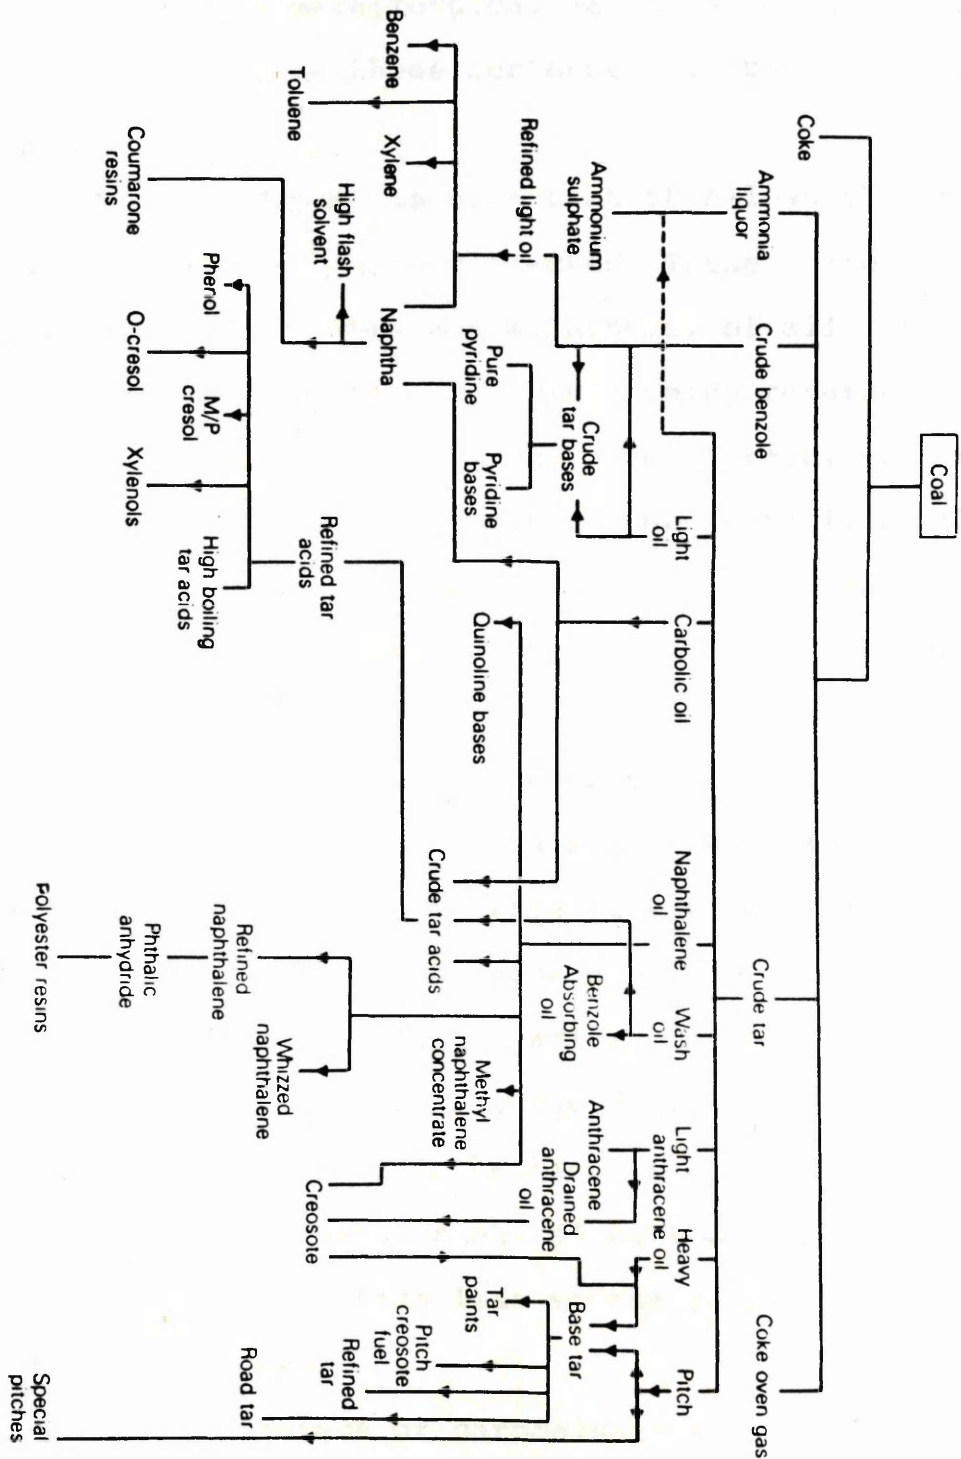 Coal
Coke
Ammonia
liquor
Crude benzole
Crude tar
Coke oven gas
Ammonium
sulphate
Light
oil
Carbolic oil
Naphthalene
oil
Wash
oil
Light
anthracene oil
Heavy
Pitch
Refined light oil
Crude
tar bases
Benzole
Absorbing
oil
Anthracene
Drained
anthracene
oil
Base tar
Pure
pyridine
Pyridine
bases
Quinoline bases
Crude tar acids
Methyl
naphthalene
concentrate
Tar
paints
Pitch
creosote
fuel
Refined
tar
Benzene
Toluene
Xylene
High flash
solvent
Naphtha
Refined tar
acids
Creosote
Whizzed
naphthalene
Refined
naphthalene
Road tar
Coumarone
resins
Phenol
O-cresol
M/P
cresol
Xylenols
High boiling
tar acids
Phthalic
anhydride
Polyester resins
Special
pitches